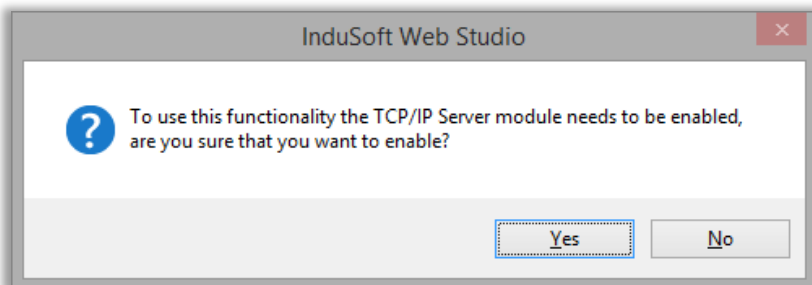 InduSoft Web Studio
To use this functionality the TCP/IP Server module needs to be enabled,
are you sure that you want to enable?
Yes
No